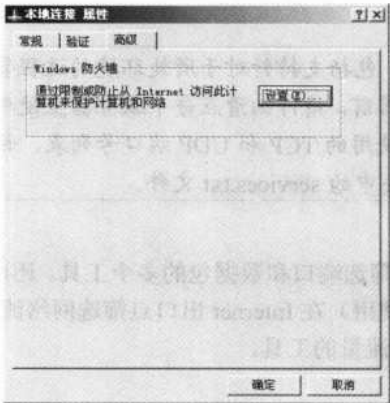 本地连接 属性
常规 验证 高级
Windows 防火墙
通过限制或防止从 Internet 访问此计
算机来保护计算机和网络
设置(E)...
确定 取消